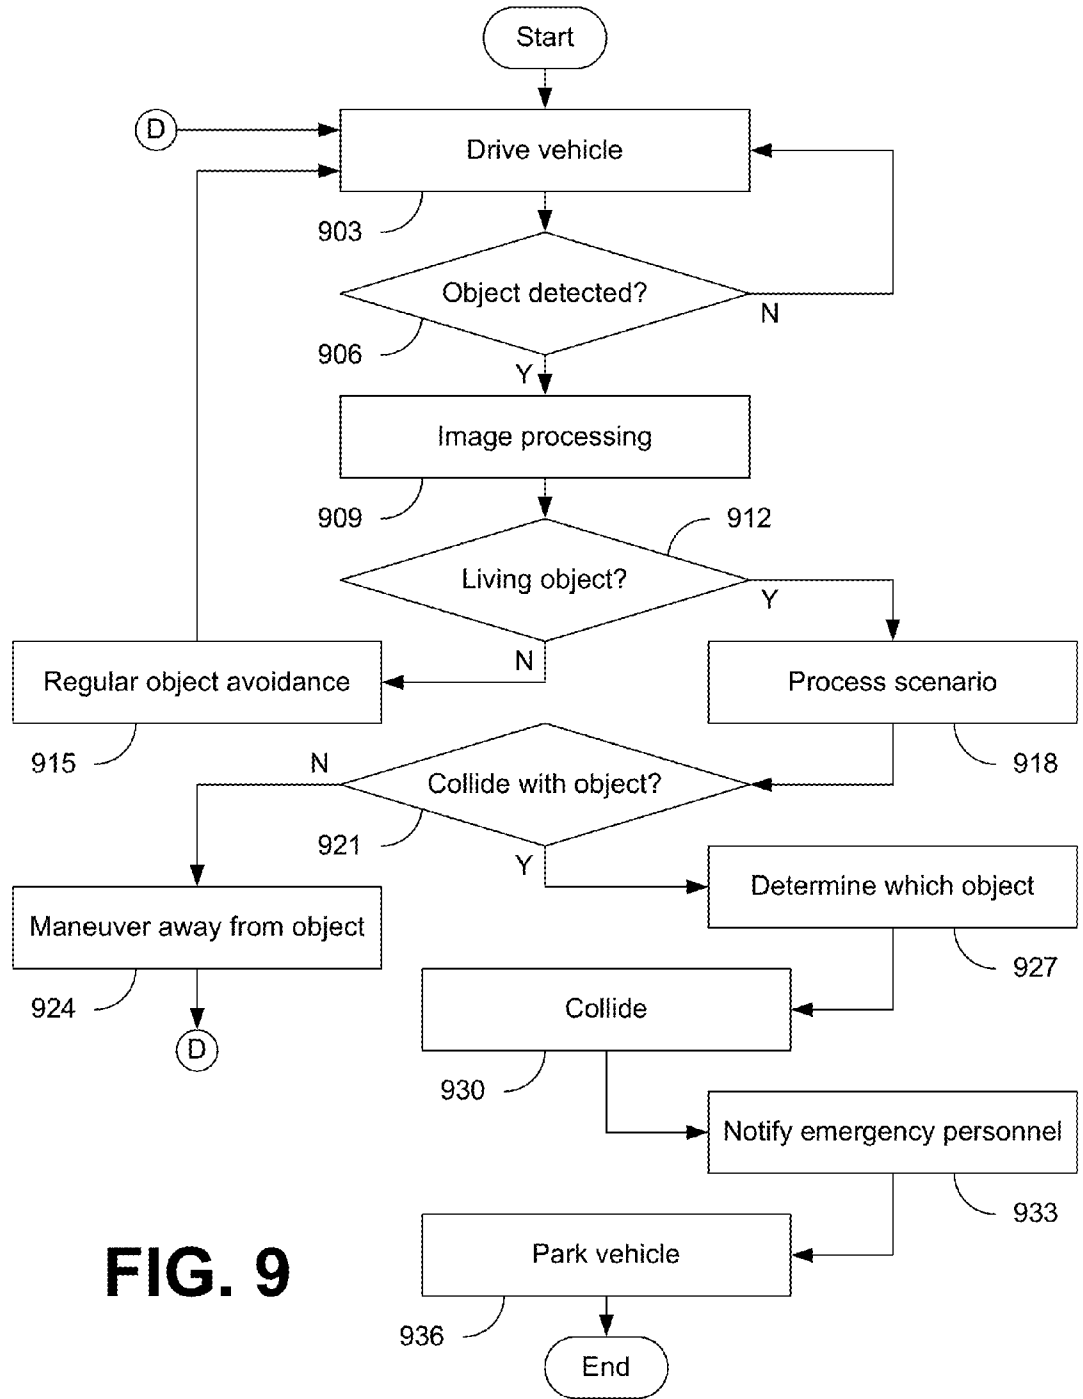 Start
D
Drive vehicle
903
Object detected?
N
906
Y
Image processing
909
912
Living object?
Y
N
Regular object avoidance
Process scenario
915
918
N
Collide with object?
921
Y
Determine which object
Maneuver away from object
927
924
Collide
D
930
Notify emergency personnel
933
Park vehicle
FIG. 9
936
End